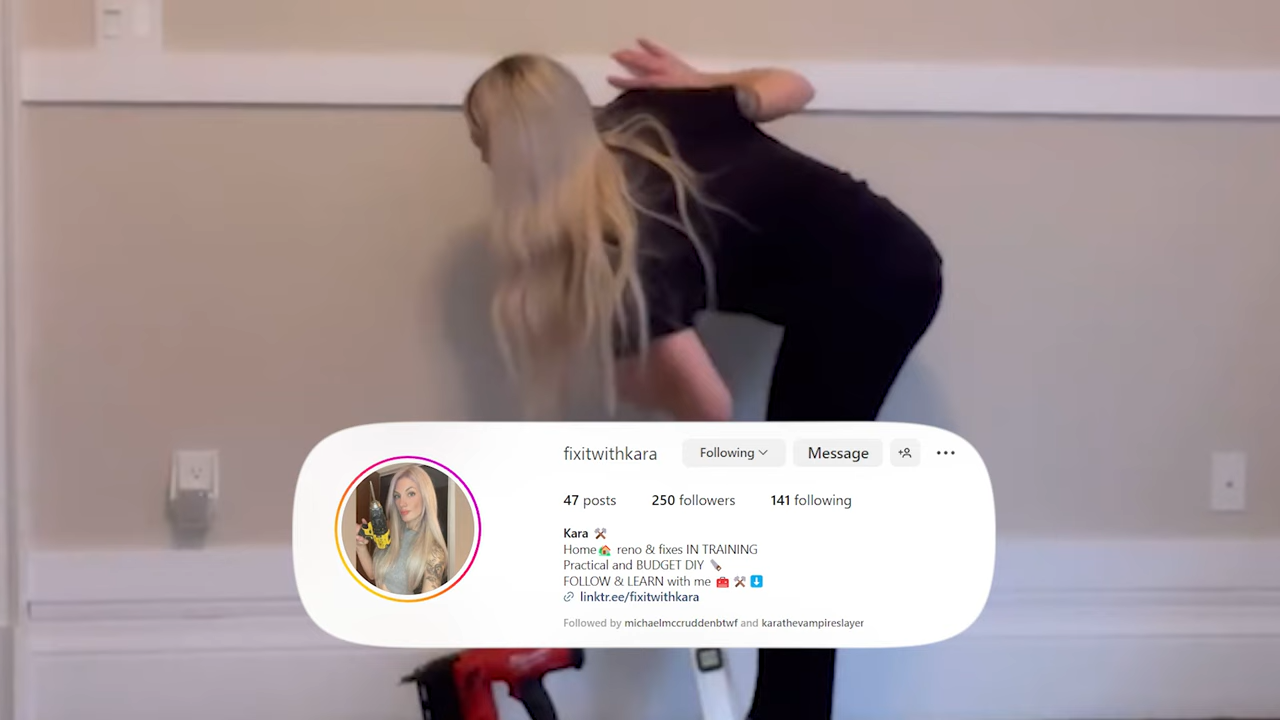 fixitwithkara Following Message
47 posts 250 followers 141 following
Kara 🛠️
Home🏡 reno & fixes IN TRAINING
Practical and BUDGET DIY 🪚
FOLLOW & LEARN with me 🧰 🛠️ ⬇️
linktr.ee/fixitwithkara
Followed by michaelmccruddenbtwf and karathevampireslayer